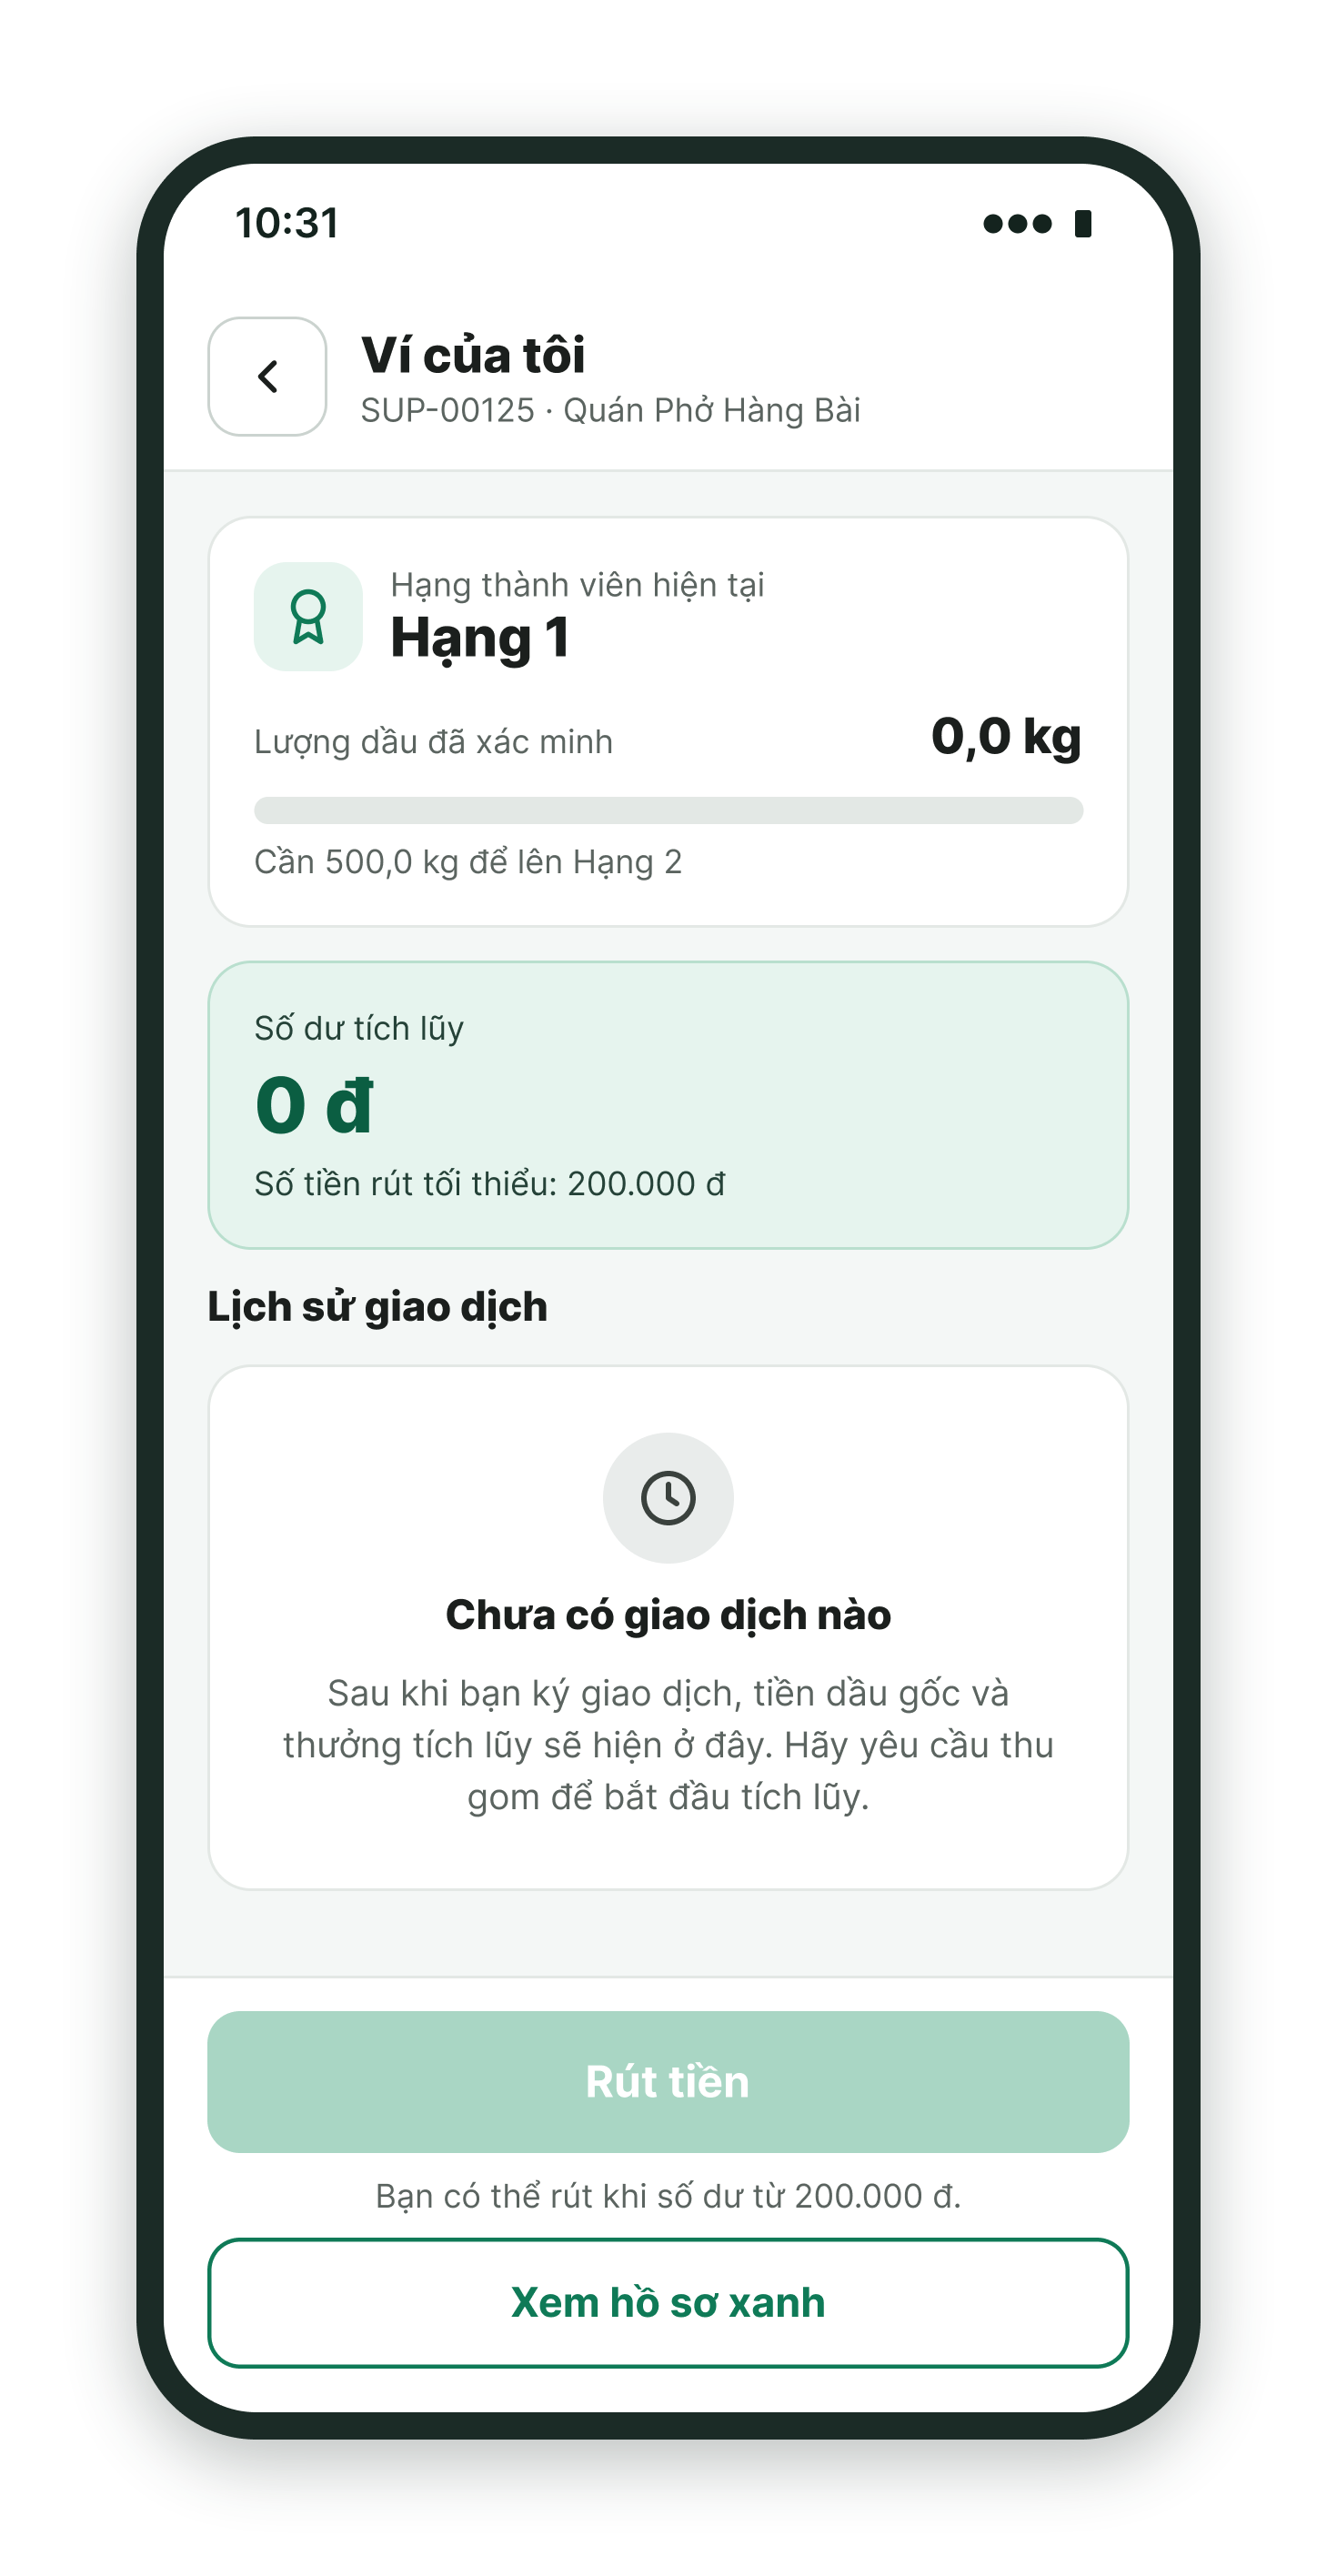 10:31
Ví của tôi
SUP-00125 · Quán Phở Hàng Bài
Hạng thành viên hiện tại
Hạng 1
Lượng dầu đã xác minh
0,0 kg
Cần 500,0 kg để lên Hạng 2
Số dư tích lũy
0 đ
Số tiền rút tối thiểu: 200.000 đ
Lịch sử giao dịch
Chưa có giao dịch nào
Sau khi bạn ký giao dịch, tiền dầu gốc và
thưởng tích lũy sẽ hiện ở đây. Hãy yêu cầu thu
gom để bắt đầu tích lũy.
Rút tiền
Bạn có thể rút khi số dư từ 200.000 đ.
Xem hồ sơ xanh